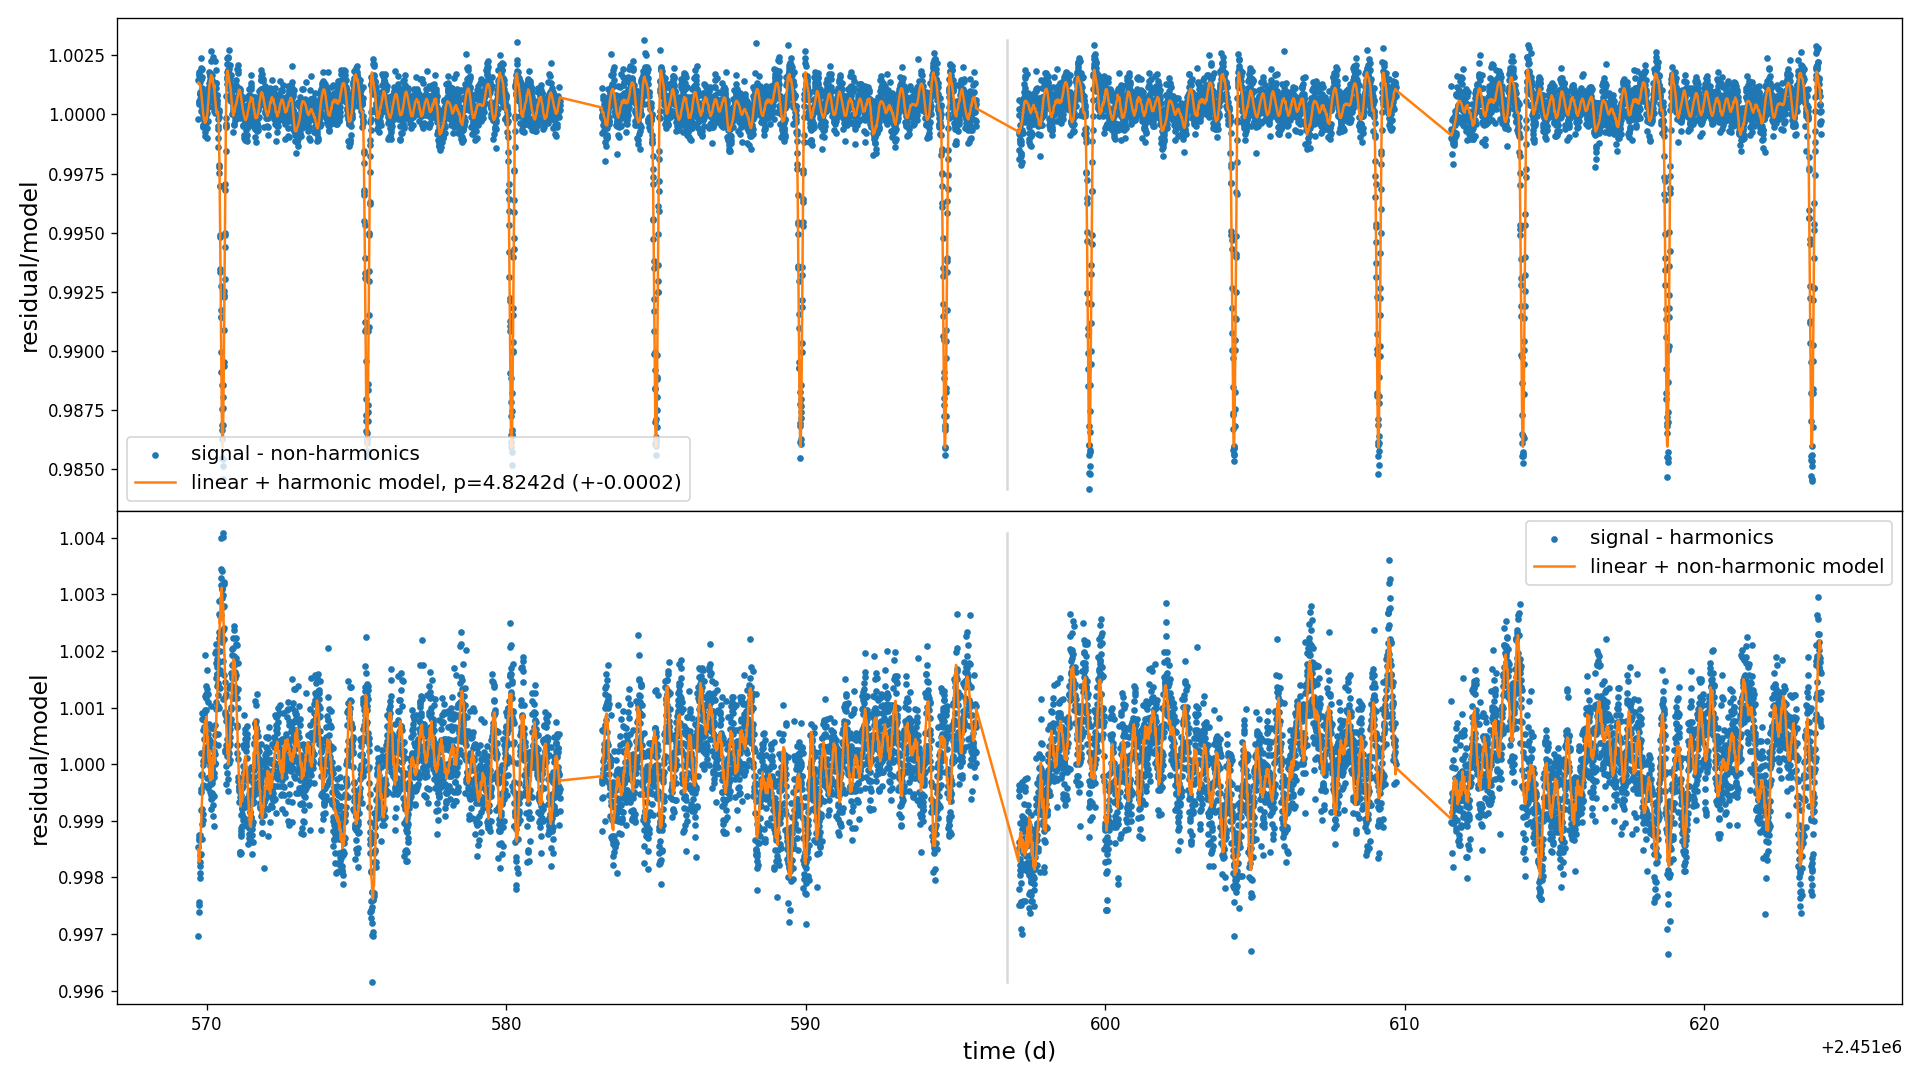 1.0025
1.0000
0.9975
0.9950
0.9925
0.9900
0.9875
0.9850
residual/model
signal - non-harmonics
linear + harmonic model, p=4.8242d (+-0.0002)
1.004
1.003
1.002
1.001
1.000
0.999
0.998
0.997
0.996
residual/model
signal - harmonics
linear + non-harmonic model
570
580
590
600
610
620
time (d)
+2.451e6